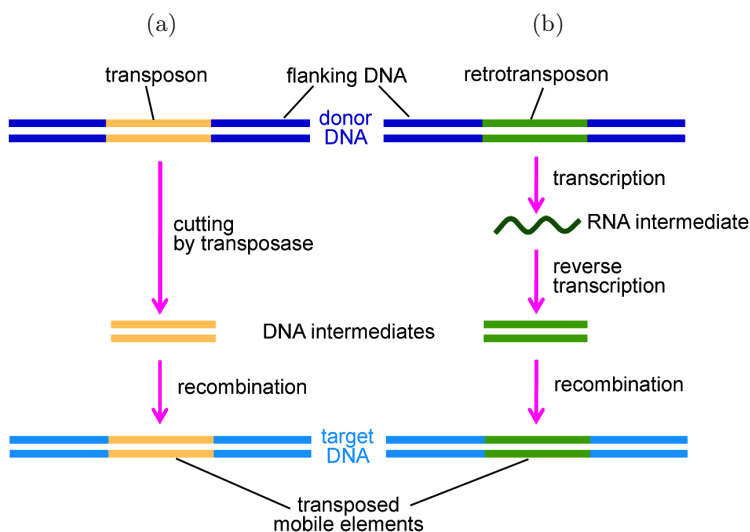 (a)
(b)
transposon
flanking DNA
retrotransposon
donor
DNA
transcription
cutting
by transposase
RNA intermediate
reverse
transcription
DNA intermediates
recombination
recombination
target
DNA
transposed
mobile elements